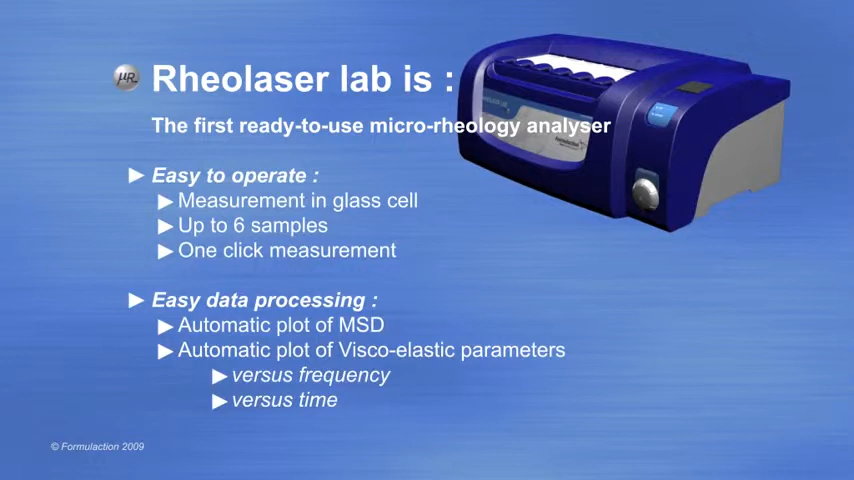 µR
Rheolaser lab is :
The first ready-to-use micro-rheology analyser
► Easy to operate :
► Measurement in glass cell
► Up to 6 samples
► One click measurement
► Easy data processing :
► Automatic plot of MSD
► Automatic plot of Visco-elastic parameters
► versus frequency
► versus time
© Formulaction 2009